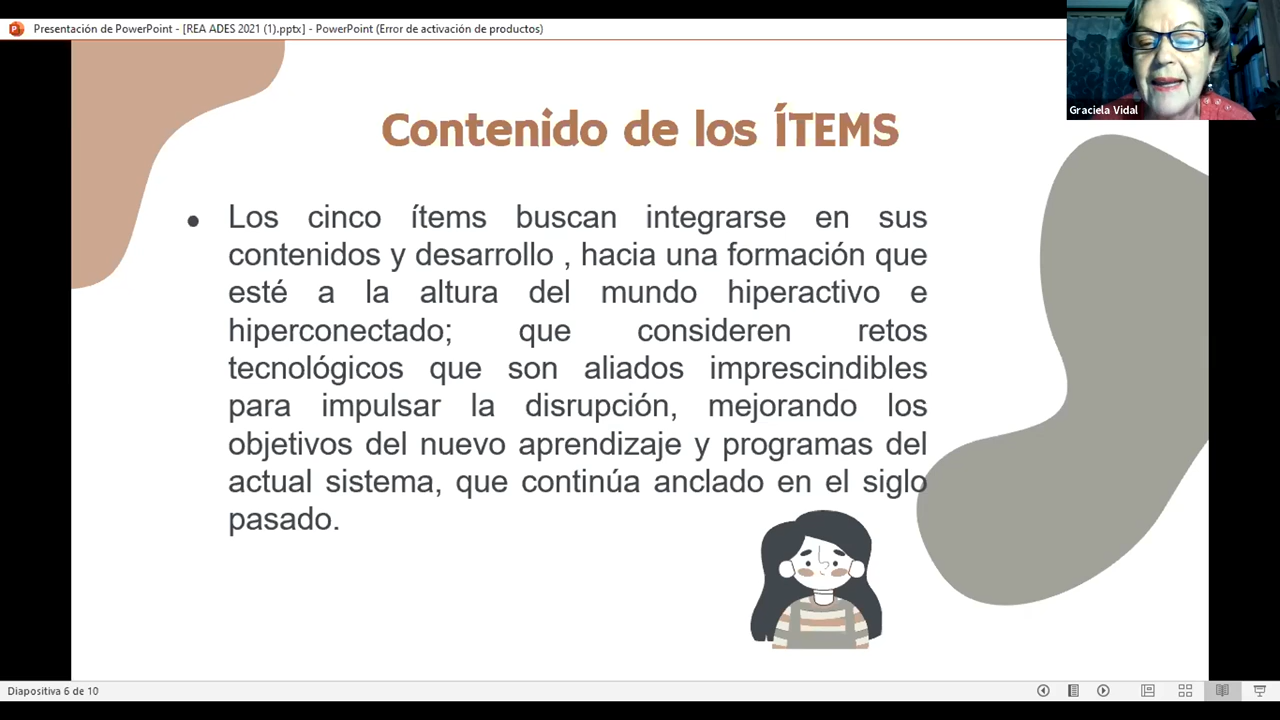 Presentación de PowerPoint - [REA ADES 2021 (1).pptx] - PowerPoint (Error de activación de productos)
Graciela Vidal
Contenido de los ÍTEMS
• Los cinco ítems buscan integrarse en sus
contenidos y desarrollo , hacia una formación que
esté a la altura del mundo hiperactivo e
hiperconectado; que consideren retos
tecnológicos que son aliados imprescindibles
para impulsar la disrupción, mejorando los
objetivos del nuevo aprendizaje y programas del
actual sistema, que continúa anclado en el siglo
pasado.
Diapositiva 6 de 10